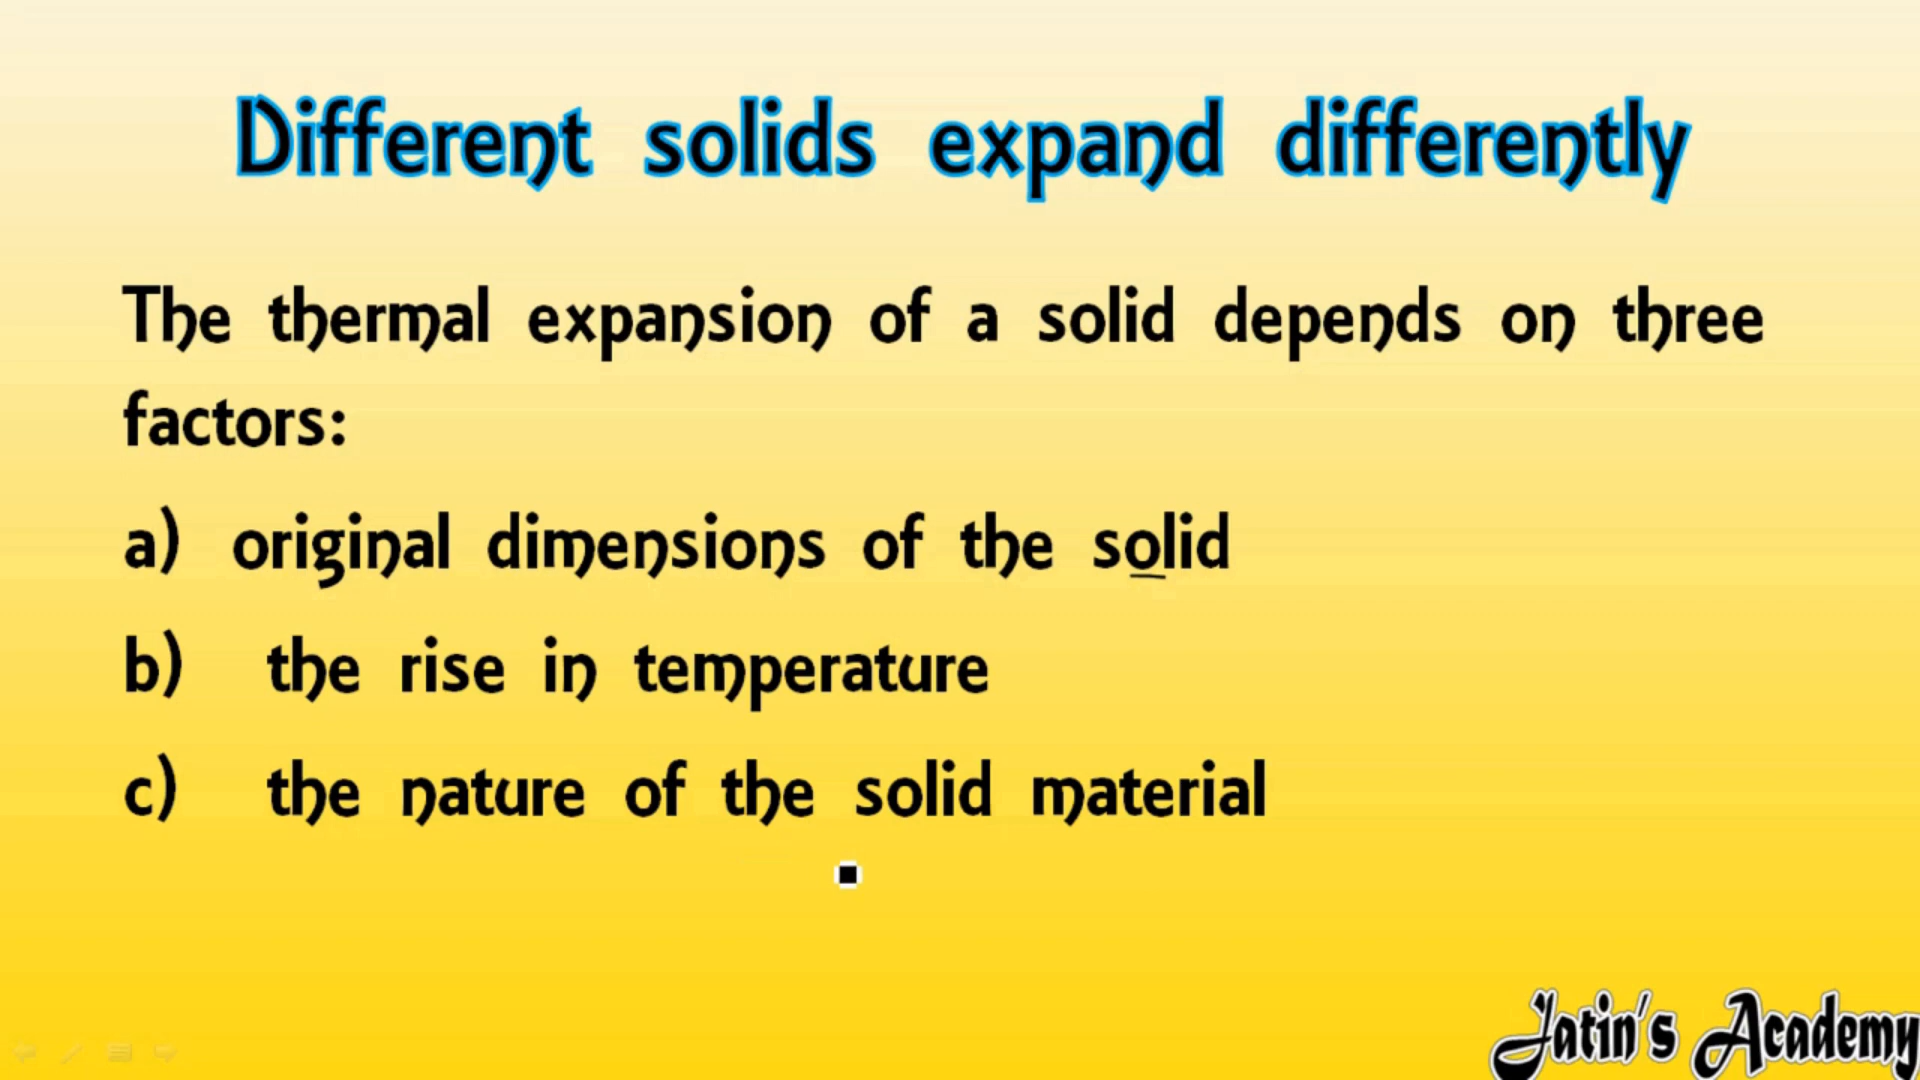 Different solids expand differently
The thermal expansion of a solid depends on three
factors:
a) original dimensions of the solid
b) the rise in temperature
c) the nature of the solid material
Jatin's Academy